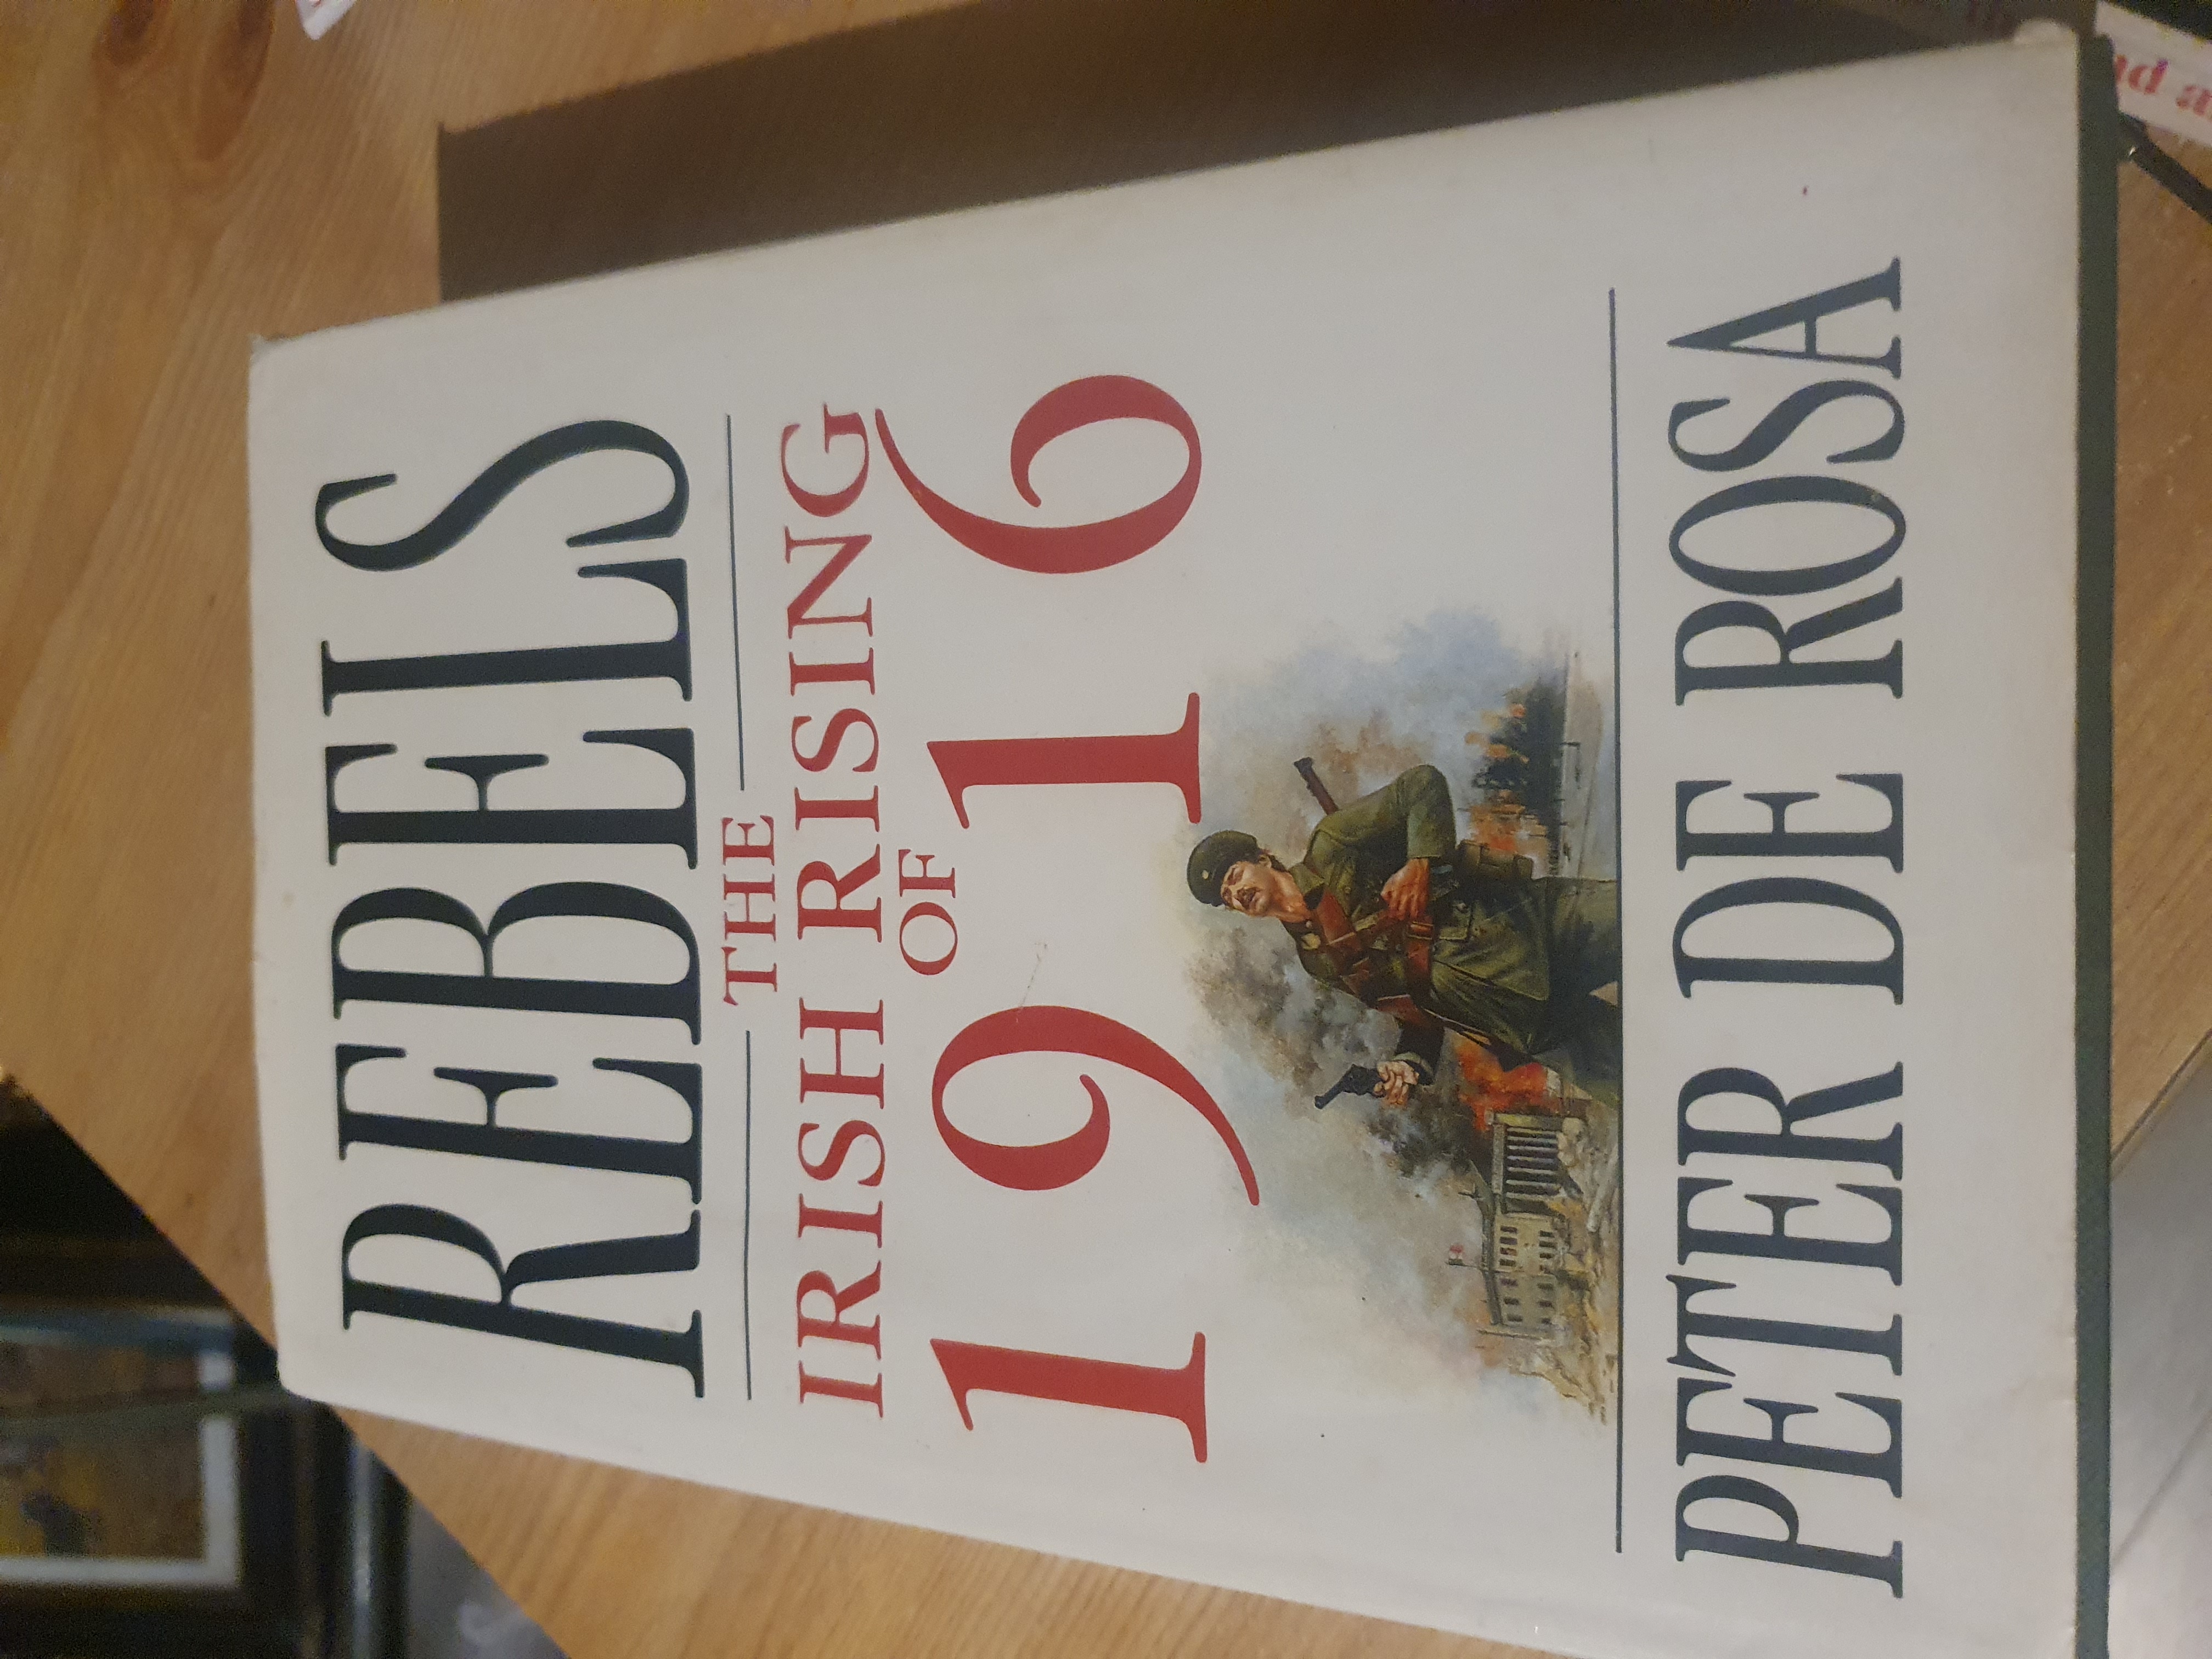 REBELS
THE
IRISH RISING
OF
1916
PETER DE ROSA